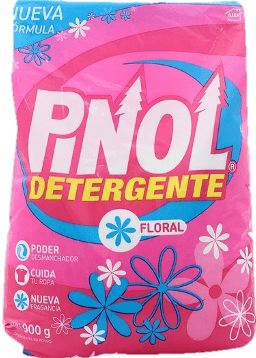 NUEVA
FÓRMULA
PiNOL®
DETERGENTE
FLORAL
PODER
DESMANCHADOR
CUIDA
TU ROPA
NUEVA
FRAGANCIA
900 g